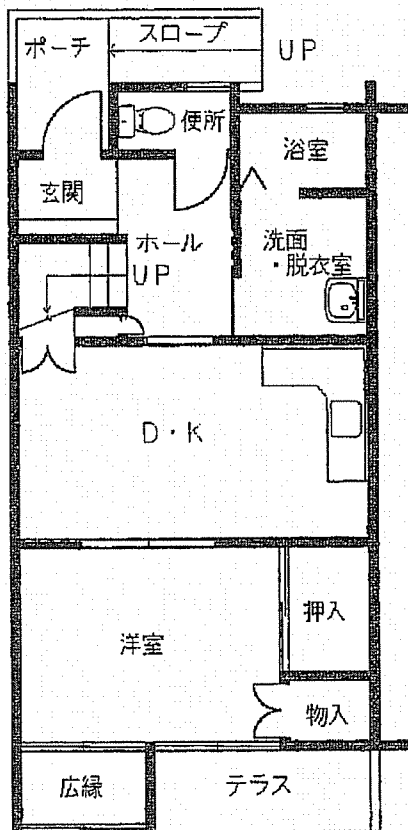 ポーチ
スロープ
UP
便所
浴室
玄関
ホール
洗面
・脱衣室
UP
D・K
洋室
押入
物入
広縁
テラス